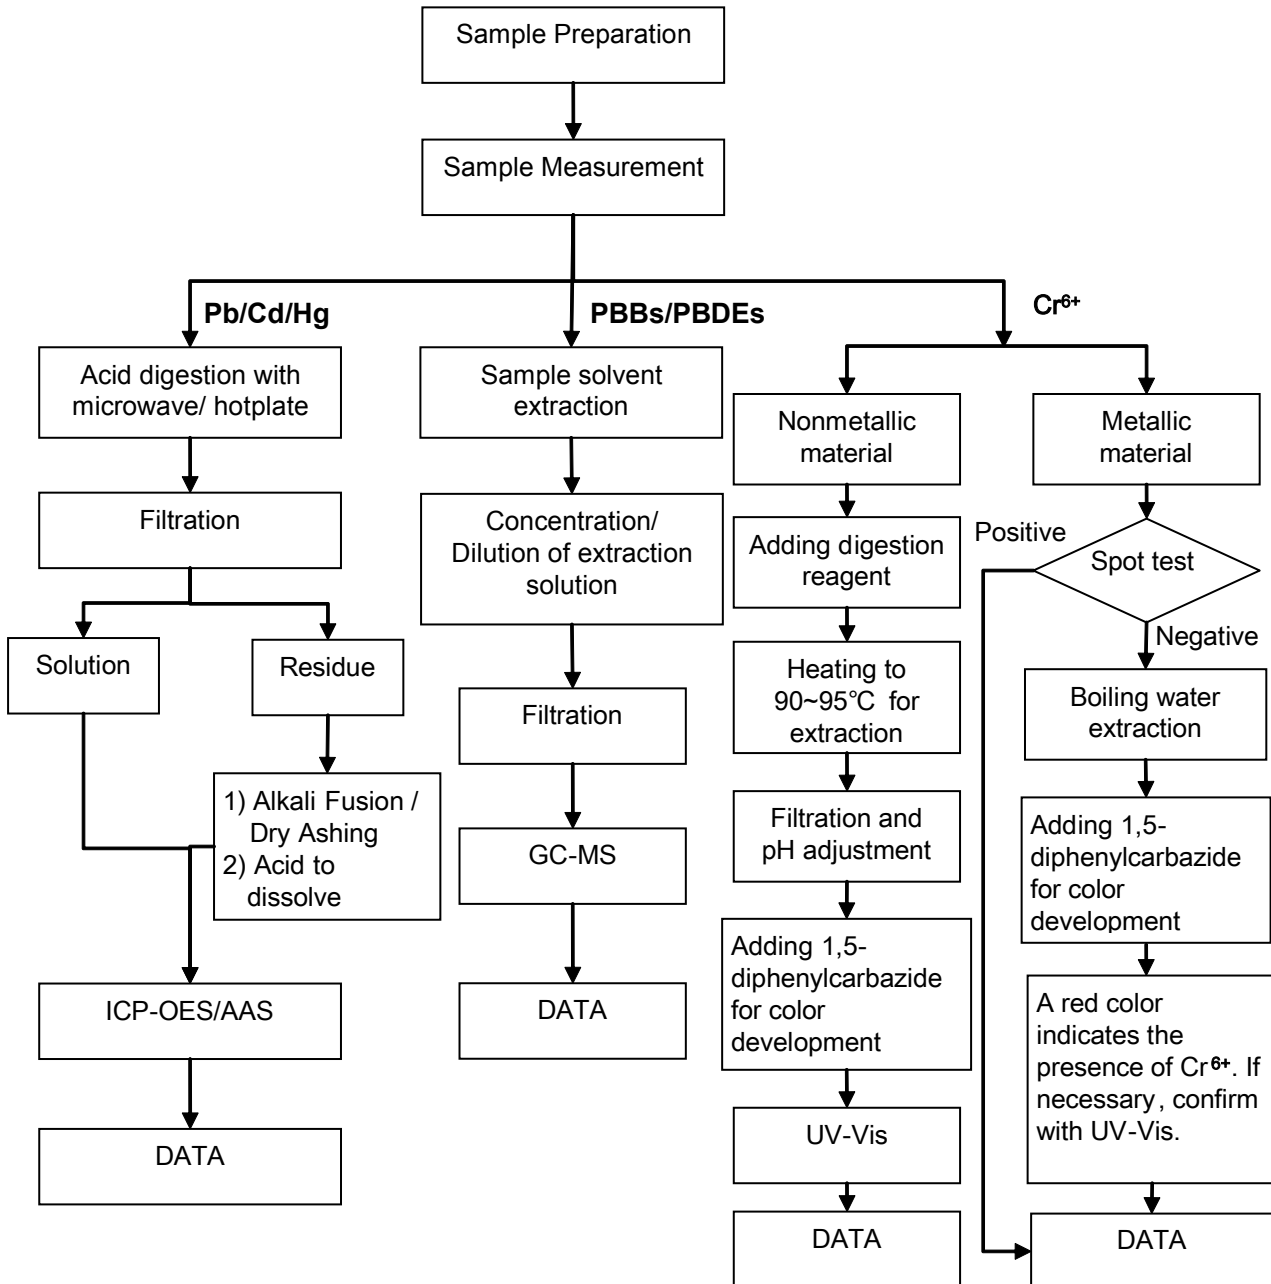 Sample Preparation
Sample Measurement
Pb/Cd/Hg
Acid digestion with
microwave/ hotplate
Filtration
Solution
Residue
1) Alkali Fusion /
Dry Ashing
2) Acid to
dissolve
ICP-OES/AAS
DATA
PBBs/PBDEs
Sample solvent
extraction
Concentration/
Dilution of extraction
solution
Filtration
GC-MS
DATA
Cr⁶⁺
Nonmetallic
material
Adding digestion
reagent
Heating to
90~95℃ for
extraction
Filtration and
pH adjustment
Adding 1,5-
diphenylcarbazide
for color
development
UV-Vis
DATA
Metallic
material
Positive
Spot test
Negative
Boiling water
extraction
Adding 1,5-
diphenylcarbazide
for color
development
A red color
indicates the
presence of Cr⁶⁺. If
necessary, confirm
with UV-Vis.
DATA